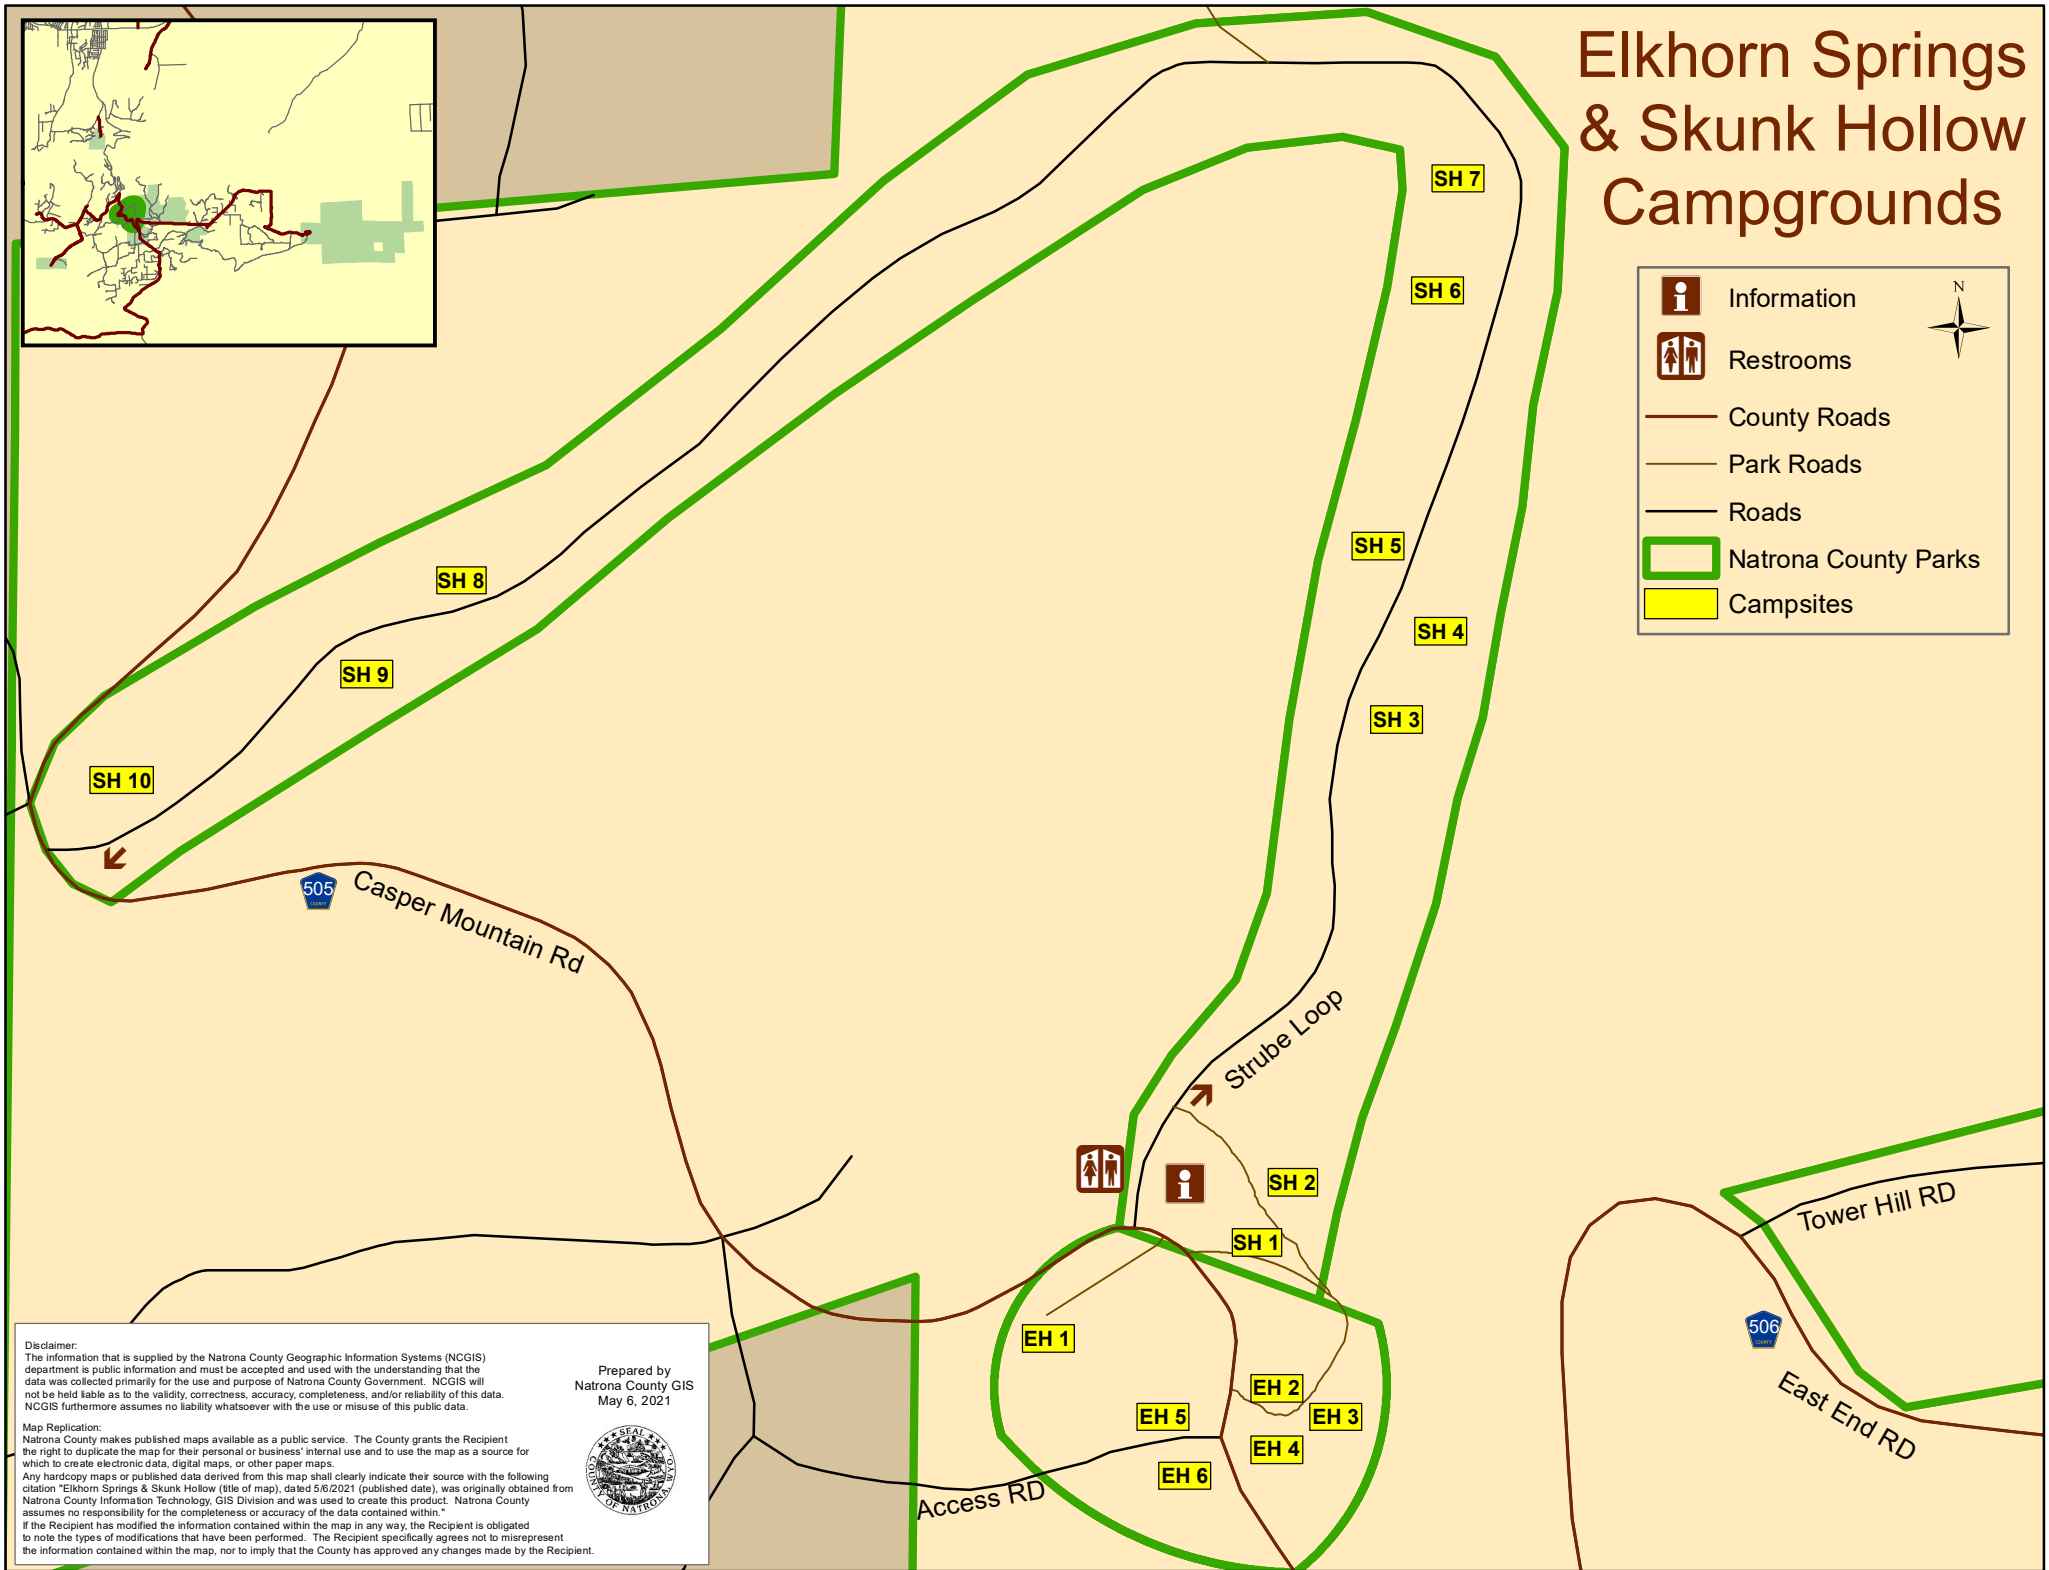 Elkhorn Springs
& Skunk Hollow
Campgrounds
N
Information
Restrooms
County Roads
Park Roads
Roads
Natrona County Parks
Campsites
SH 7
SH 6
SH 5
SH 4
SH 3
SH 8
SH 9
SH 10
505
COUNTY
Casper Mountain Rd
Strube Loop
SH 2
SH 1
EH 1
EH 2
EH 3
EH 4
EH 5
EH 6
Access RD
Tower Hill RD
506
COUNTY
East End RD
Disclaimer:
The information that is supplied by the Natrona County Geographic Information Systems (NCGIS)
department is public information and must be accepted and used with the understanding that the
data was collected primarily for the use and purpose of Natrona County Government. NCGIS will
not be held liable as to the validity, correctness, accuracy, completeness, and/or reliability of this data.
NCGIS furthermore assumes no liability whatsoever with the use or misuse of this public data.
Map Replication:
Natrona County makes published maps available as a public service. The County grants the Recipient
the right to duplicate the map for their personal or business' internal use and to use the map as a source for
which to create electronic data, digital maps, or other paper maps.
Any hardcopy maps or published data derived from this map shall clearly indicate their source with the following
citation "Elkhorn Springs & Skunk Hollow (title of map), dated 5/6/2021 (published date), was originally obtained from
Natrona County Information Technology, GIS Division and was used to create this product. Natrona County
assumes no responsibility for the completeness or accuracy of the data contained within."
If the Recipient has modified the information contained within the map in any way, the Recipient is obligated
to note the types of modifications that have been performed. The Recipient specifically agrees not to misrepresent
the information contained within the map, nor to imply that the County has approved any changes made by the Recipient.
Prepared by
Natrona County GIS
May 6, 2021
SEAL
COUNTY OF NATRONA, WYO.